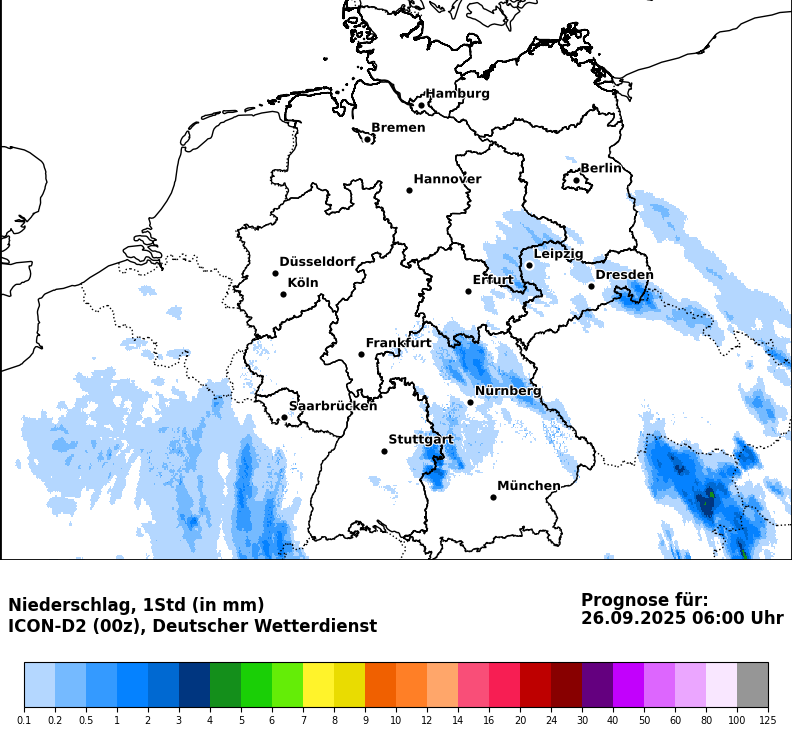 Hamburg
Bremen
Berlin
Hannover
Leipzig
Düsseldorf
Dresden
Köln
Erfurt
Frankfurt
Nürnberg
Saarbrücken
Stuttgart
München
Niederschlag, 1Std (in mm)
ICON-D2 (00z), Deutscher Wetterdienst
Prognose für:
26.09.2025 06:00 Uhr
0.1 0.2 0.5 1 2 3 4 5 6 7 8 9 10 12 14 16 20 24 30 40 50 60 80 100 125